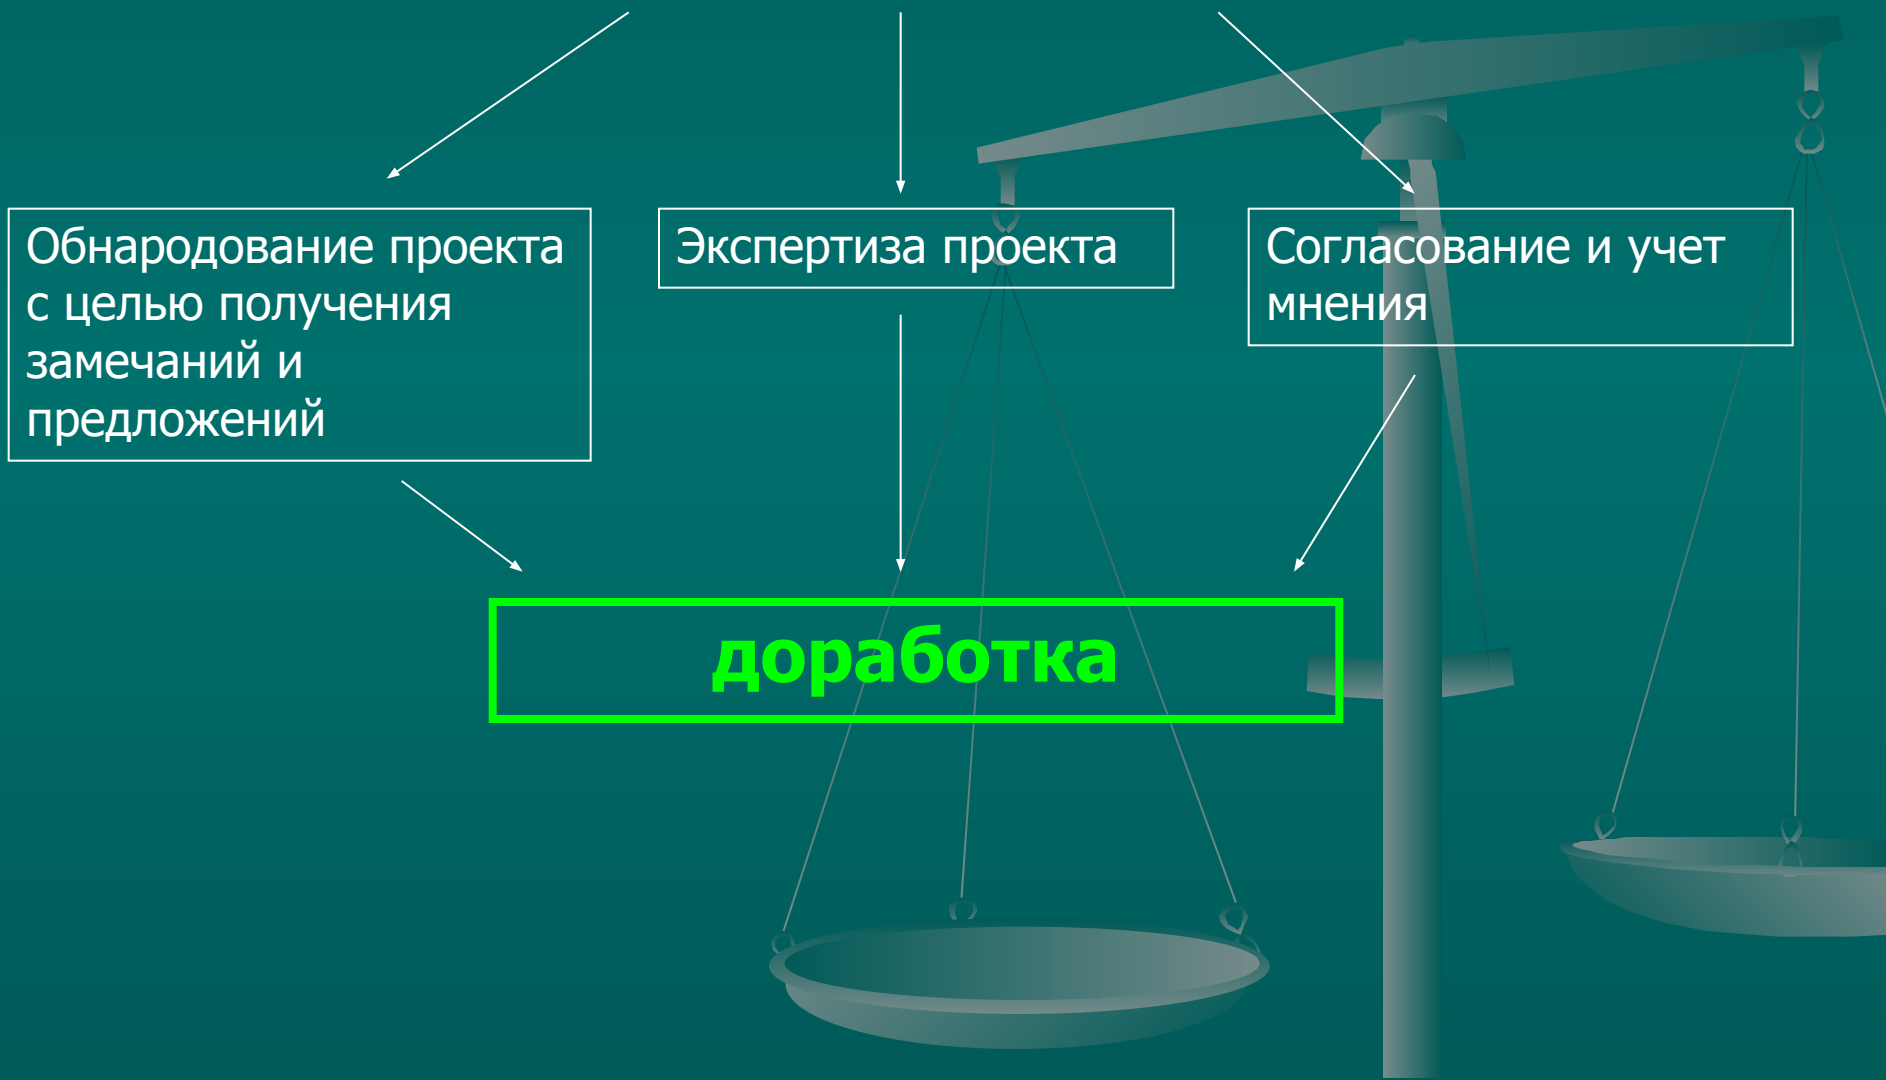 Обнародование проекта
с целью получения
замечаний и
предложений
Экспертиза проекта
Согласование и учет
мнения
доработка